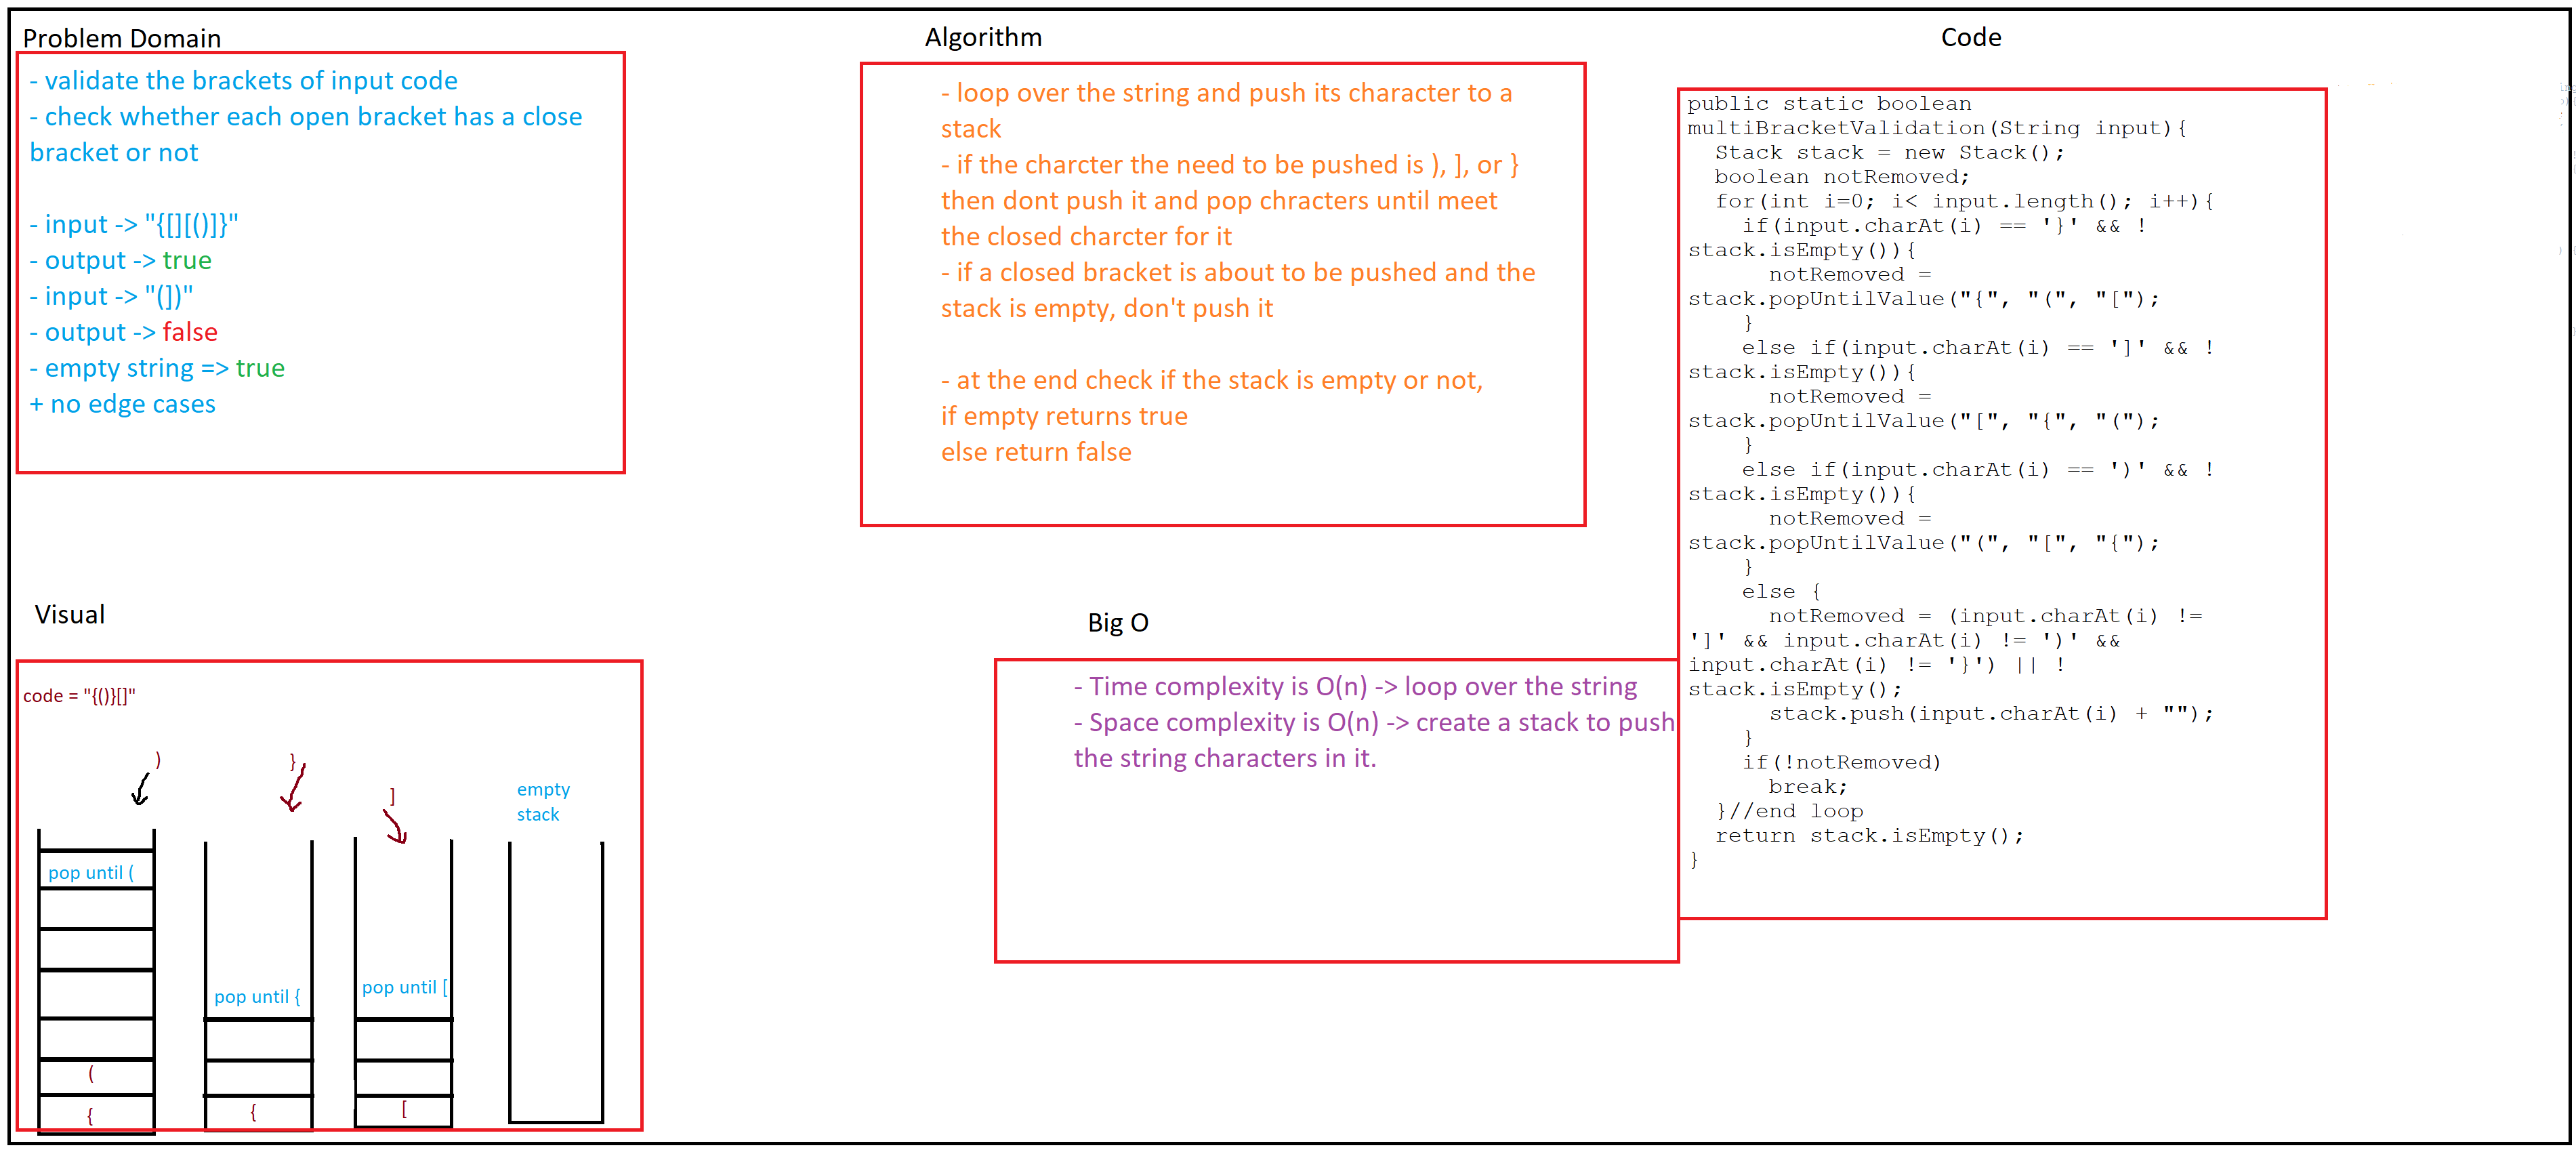 Problem Domain
- validate the brackets of input code
- check whether each open bracket has a close
bracket or not
- input -> "{[][()]}"
- output -> true
- input -> "(])"
- output -> false
- empty string => true
+ no edge cases
Algorithm
- loop over the string and push its character to a
stack
- if the charcter the need to be pushed is ), ], or }
then dont push it and pop chracters until meet
the closed charcter for it
- if a closed bracket is about to be pushed and the
stack is empty, don't push it
- at the end check if the stack is empty or not,
if empty returns true
else return false
Code
public static boolean
multiBracketValidation(String input){
Stack stack = new Stack();
boolean notRemoved;
for(int i=0; i< input.length(); i++){
if(input.charAt(i) == '}' && !
stack.isEmpty()){
notRemoved =
stack.popUntilValue("{", "(", "[");
}
else if(input.charAt(i) == ']' && !
stack.isEmpty()){
notRemoved =
stack.popUntilValue("[", "{", "(");
}
else if(input.charAt(i) == ')' && !
stack.isEmpty()){
notRemoved =
stack.popUntilValue("(", "[", "{");
}
else {
notRemoved = (input.charAt(i) !=
']' && input.charAt(i) != ')' &&
input.charAt(i) != '}') || !
stack.isEmpty();
stack.push(input.charAt(i) + "");
}
if(!notRemoved)
break;
}//end loop
return stack.isEmpty();
}
Visual
code = "{()}[]"
)
}
]
empty
stack
pop until (
pop until {
pop until [
(
{
{
[
Big O
- Time complexity is O(n) -> loop over the string
- Space complexity is O(n) -> create a stack to push
the string characters in it.